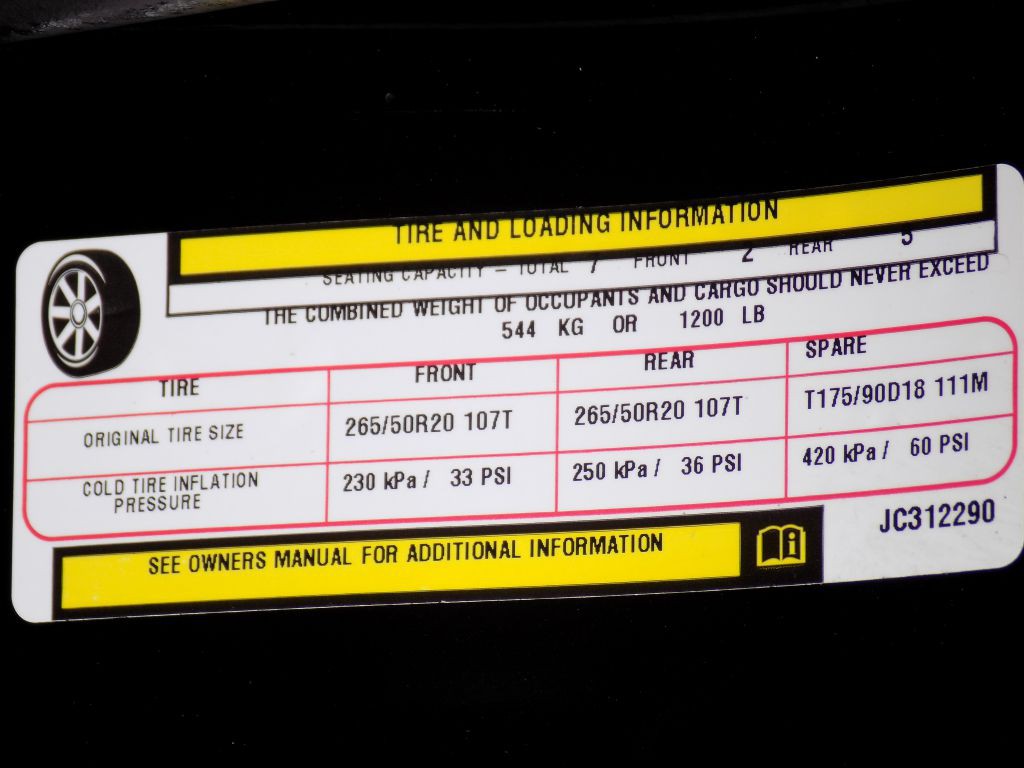 TIRE AND LOADING INFORMATION
SEATING CAPACITY – TOTAL 7 FRONT 2 REAR 5
THE COMBINED WEIGHT OF OCCUPANTS AND CARGO SHOULD NEVER EXCEED
544 KG OR 1200 LB
TIRE FRONT REAR SPARE
ORIGINAL TIRE SIZE 265/50R20 107T 265/50R20 107T T175/90D18 111M
COLD TIRE INFLATION PRESSURE 230 kPa / 33 PSI 250 kPa / 36 PSI 420 kPa / 60 PSI
JC312290
SEE OWNERS MANUAL FOR ADDITIONAL INFORMATION